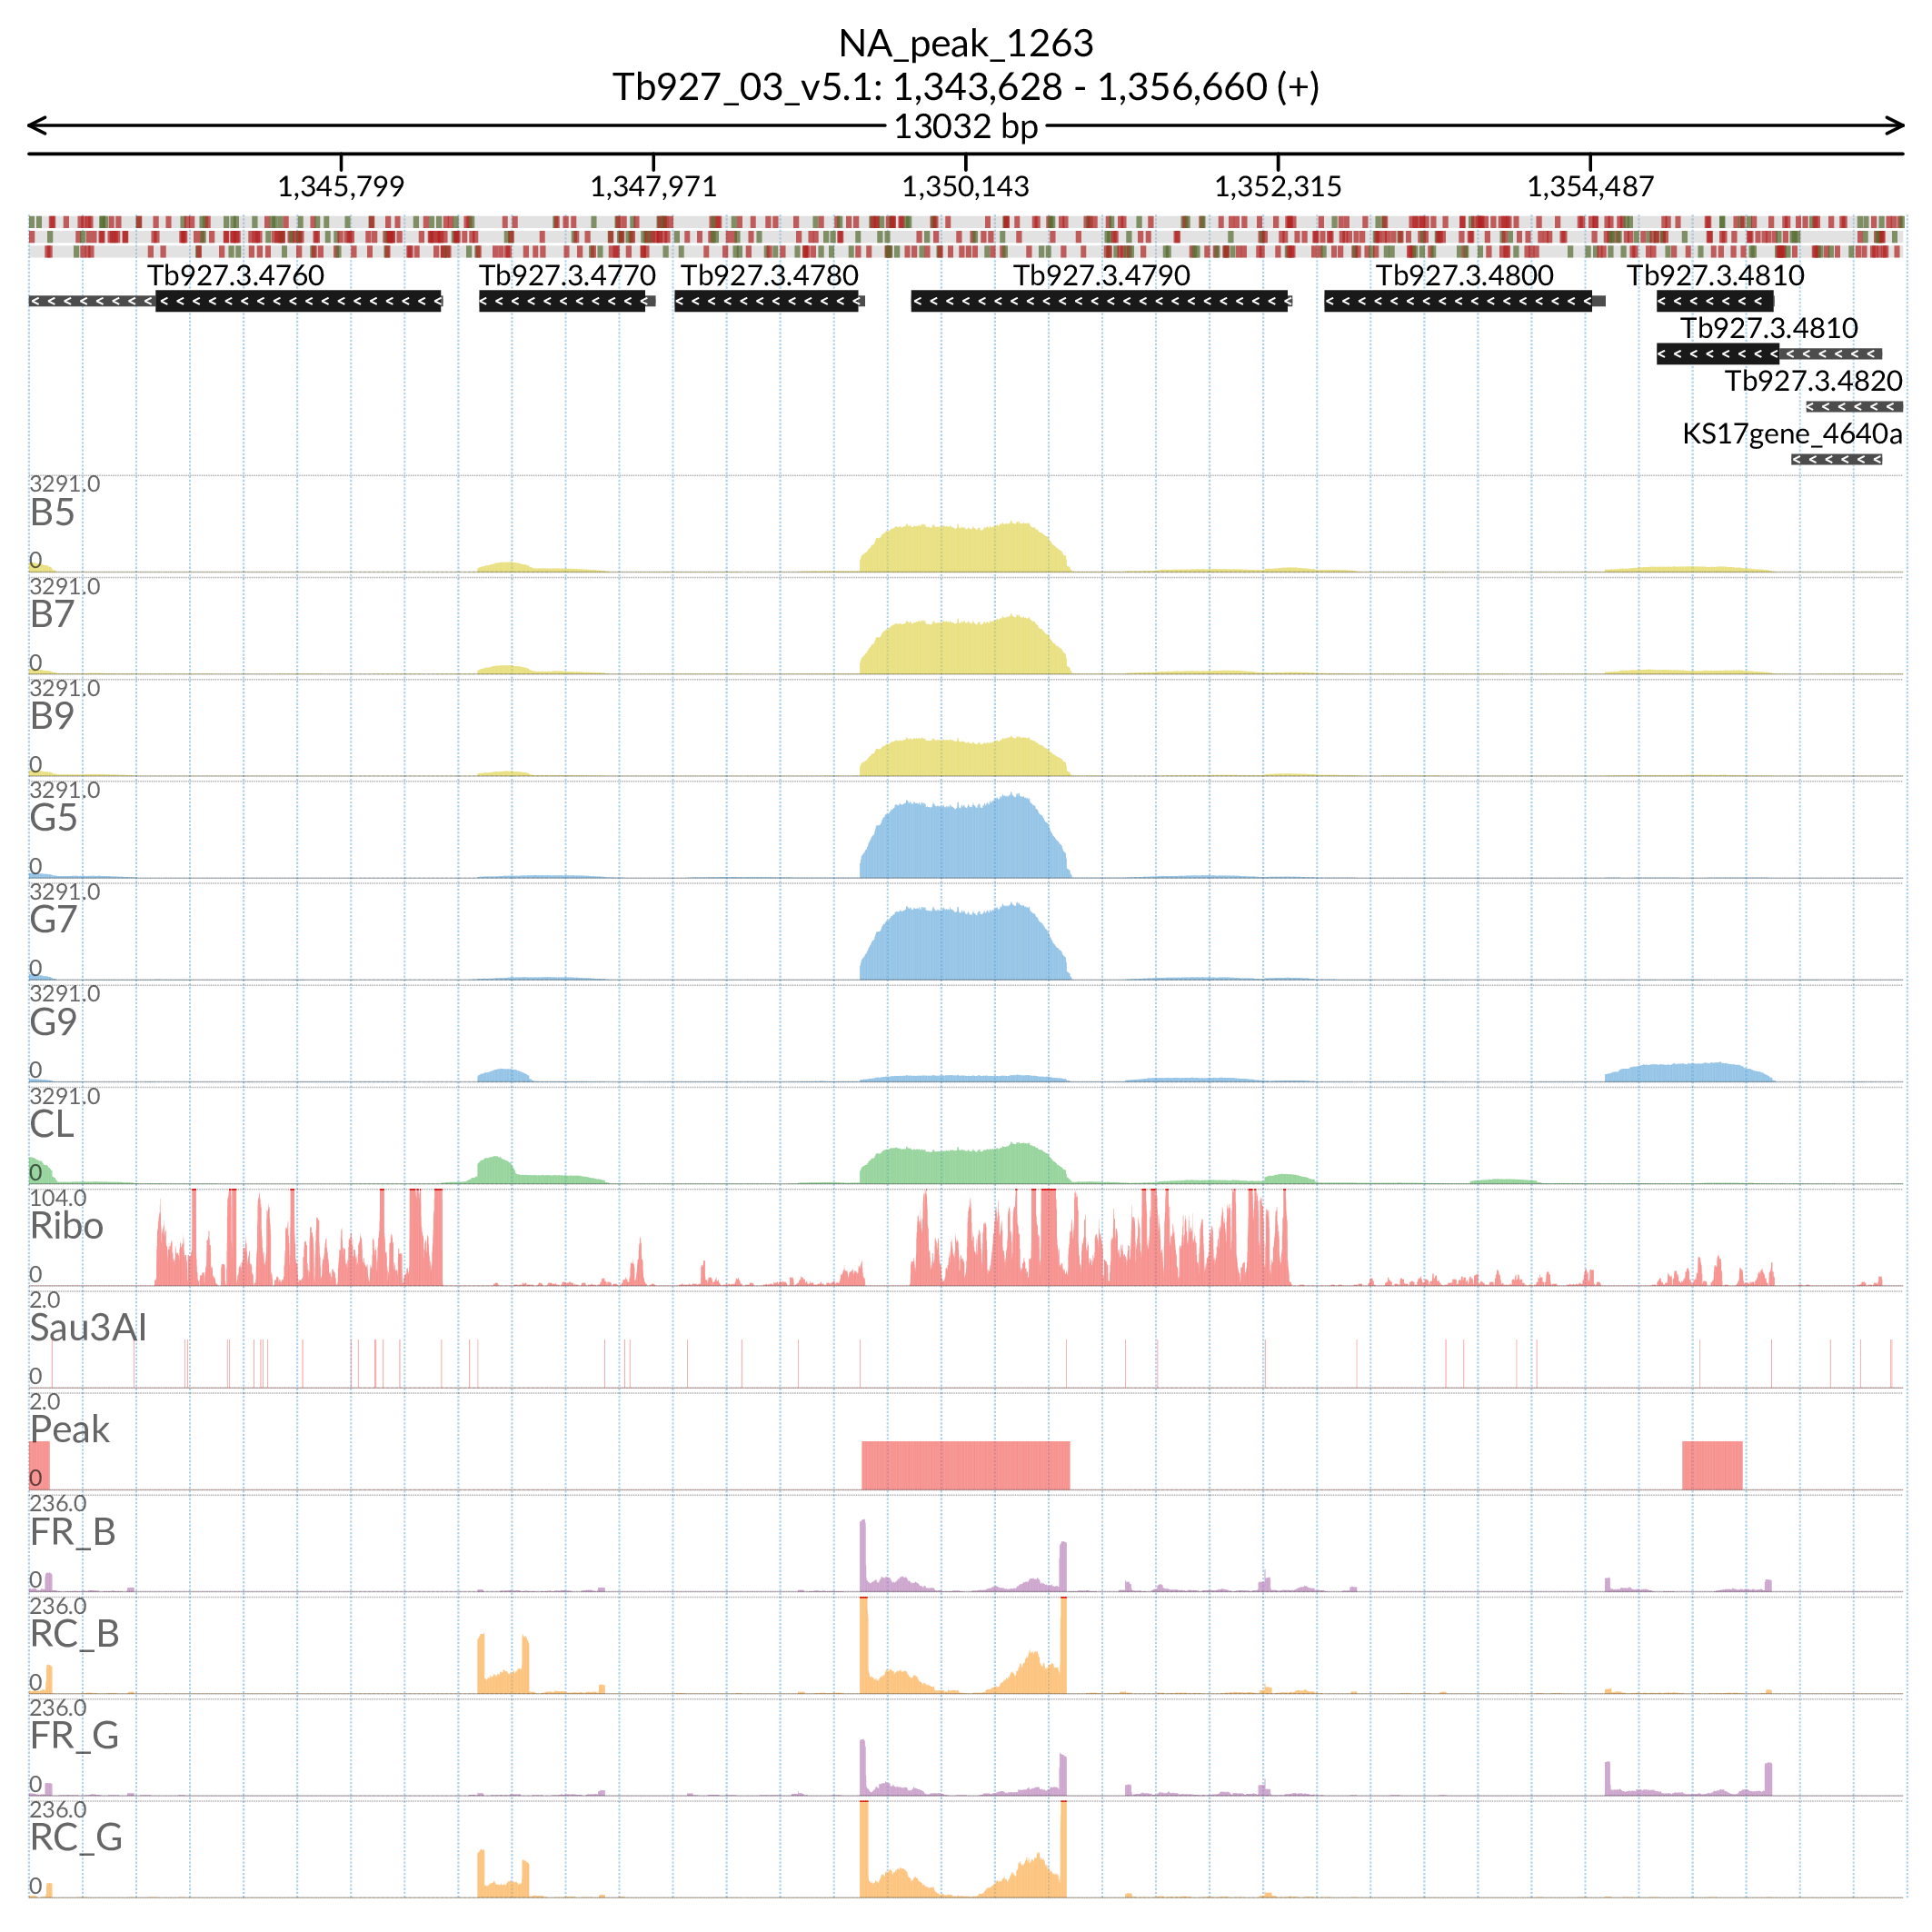 NA_peak_1263
Tb927_03_v5.1: 1,343,628 - 1,356,660 (+)
13032 bp
1,345,799 1,347,971 1,350,143 1,352,315 1,354,487
Tb927.3.4760 Tb927.3.4770 Tb927.3.4780 Tb927.3.4790 Tb927.3.4800 Tb927.3.4810
Tb927.3.4810
Tb927.3.4820
KS17gene_4640a
3291.0
B5
0
3291.0
B7
0
3291.0
B9
0
3291.0
G5
0
3291.0
G7
0
3291.0
G9
0
3291.0
CL
0
104.0
Ribo
0
2.0
Sau3AI
0
2.0
Peak
0
236.0
FR_B
0
236.0
RC_B
0
236.0
FR_G
0
236.0
RC_G
0